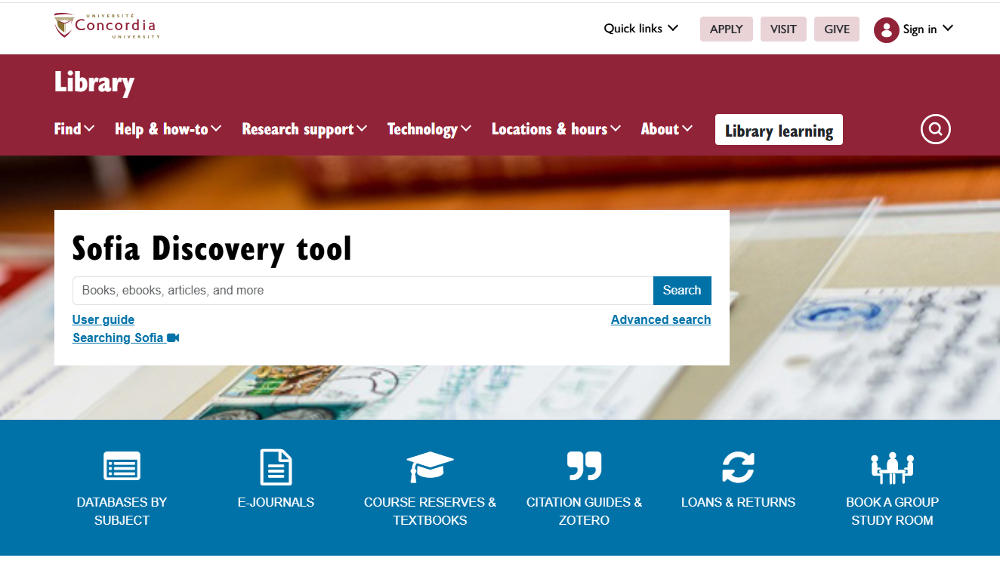 UNIVERSITÉ
Concordia
UNIVERSITY
Quick links
APPLY
VISIT
GIVE
Sign in
Library
Find
Help & how-to
Research support
Technology
Locations & hours
About
Library learning
Sofia Discovery tool
Books, ebooks, articles, and more
Search
User guide
Advanced search
Searching Sofia
DATABASES BY
SUBJECT
E-JOURNALS
COURSE RESERVES &
TEXTBOOKS
CITATION GUIDES &
ZOTERO
LOANS & RETURNS
BOOK A GROUP
STUDY ROOM